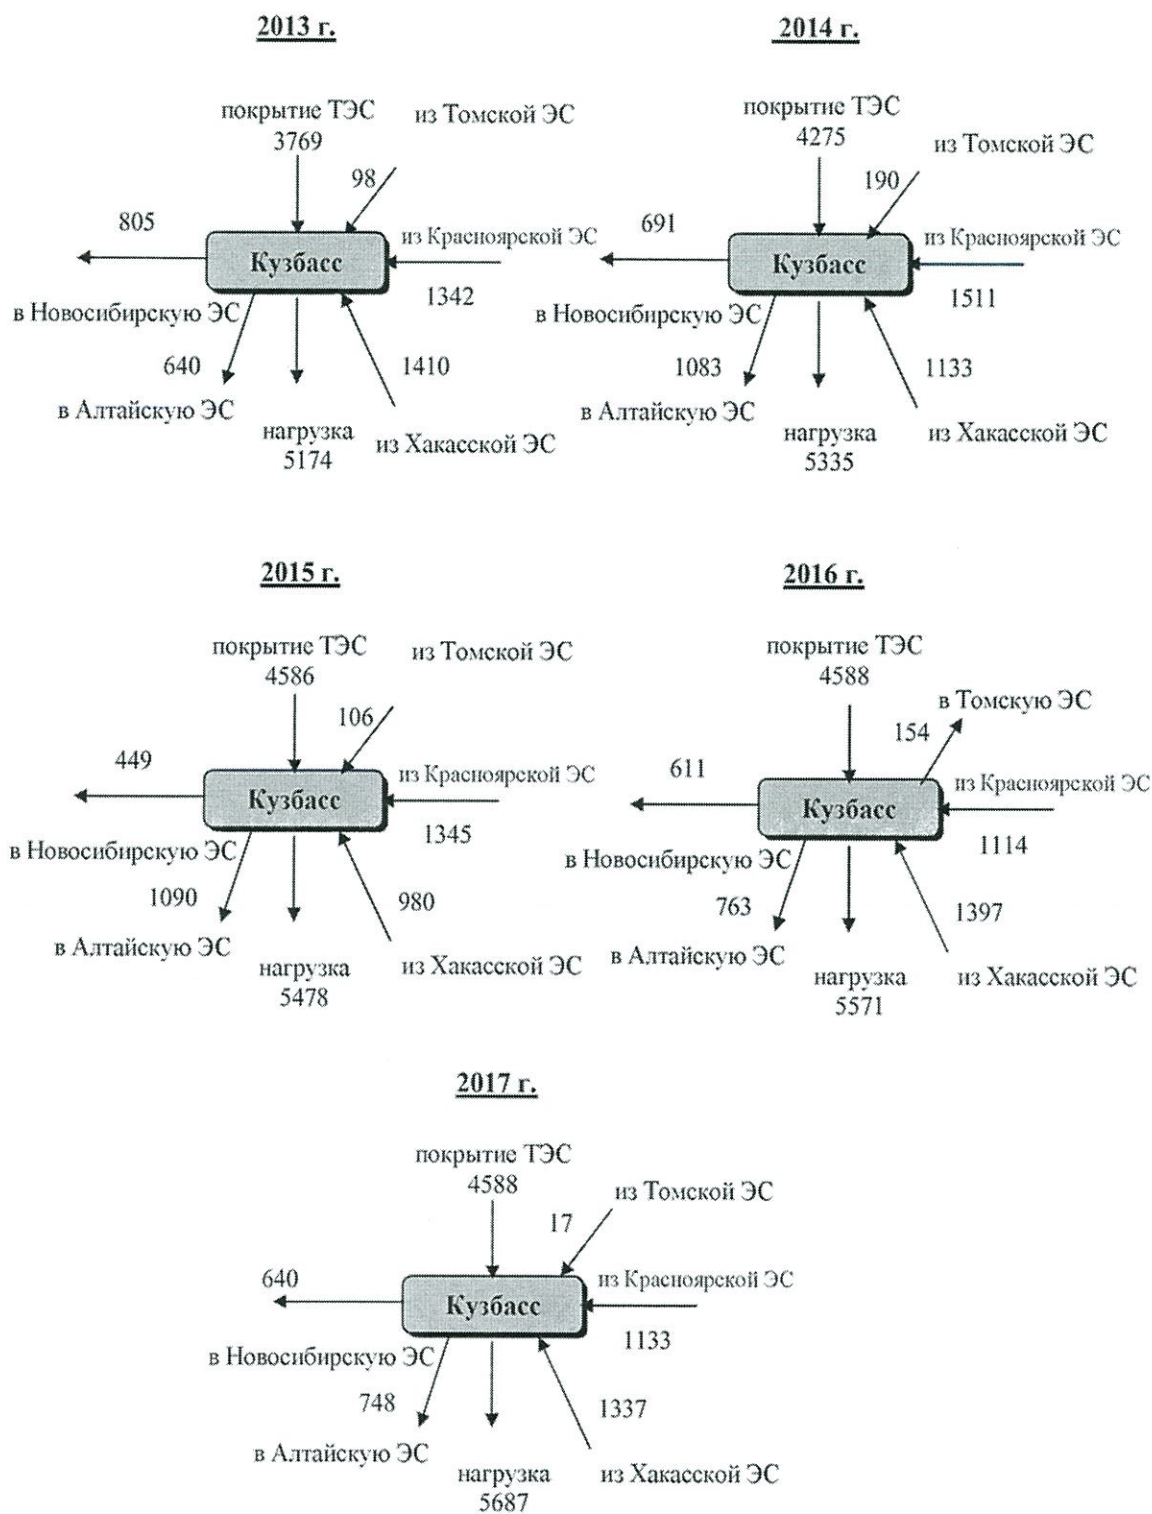 2013 г.
покрытие ТЭС
3769
из Томской ЭС
98
805
Кузбасс
из Красноярской ЭС
1342
в Новосибирскую ЭС
640
1410
в Алтайскую ЭС
нагрузка
5174
из Хакасской ЭС
2014 г.
покрытие ТЭС
4275
из Томской ЭС
190
691
Кузбасс
из Красноярской ЭС
1511
в Новосибирскую ЭС
1083
1133
в Алтайскую ЭС
нагрузка
5335
из Хакасской ЭС
2015 г.
покрытие ТЭС
4586
из Томской ЭС
106
449
Кузбасс
из Красноярской ЭС
1345
в Новосибирскую ЭС
1090
980
в Алтайскую ЭС
нагрузка
5478
из Хакасской ЭС
2016 г.
покрытие ТЭС
4588
в Томскую ЭС
154
611
Кузбасс
из Красноярской ЭС
1114
в Новосибирскую ЭС
763
1397
в Алтайскую ЭС
нагрузка
5571
из Хакасской ЭС
2017 г.
покрытие ТЭС
4588
из Томской ЭС
17
640
Кузбасс
из Красноярской ЭС
1133
в Новосибирскую ЭС
748
1337
в Алтайскую ЭС
нагрузка
5687
из Хакасской ЭС